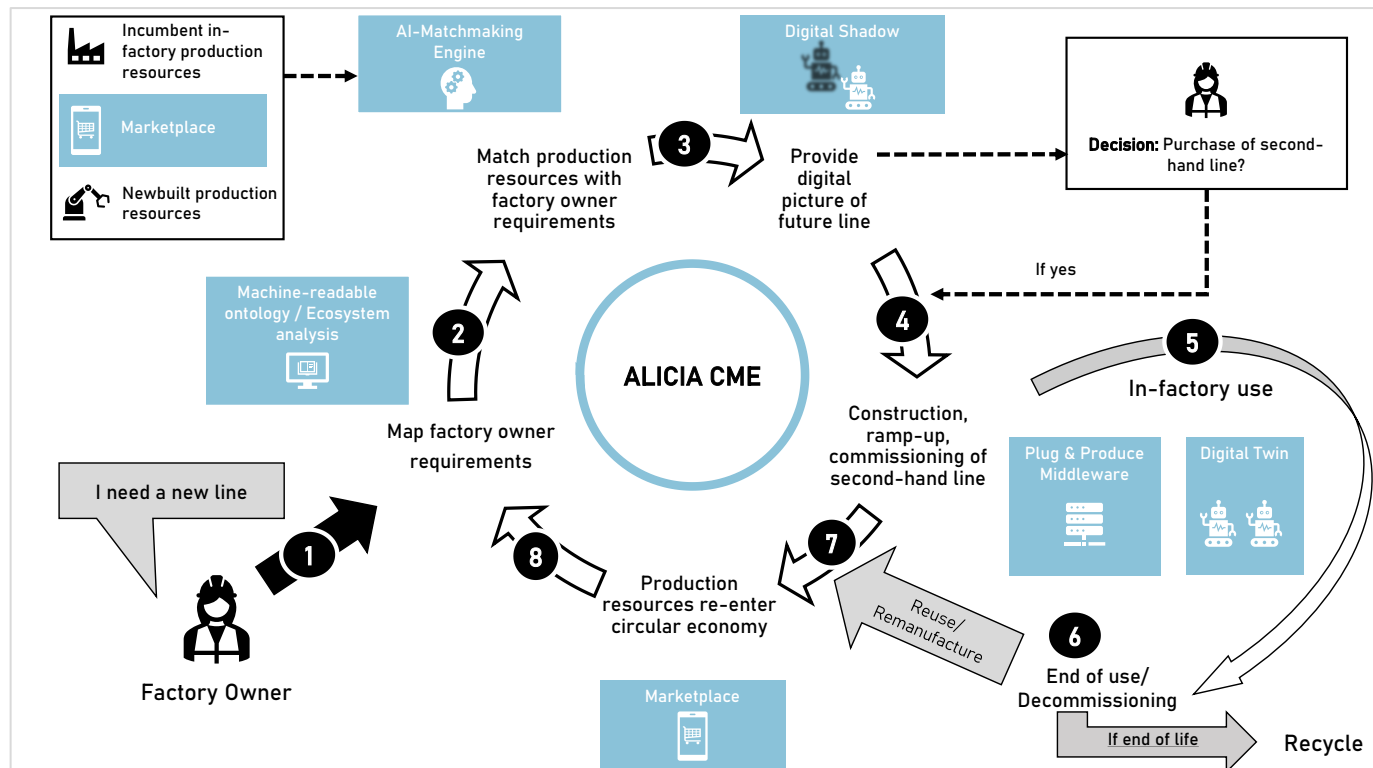 Incumbent in-
factory production
resources
Marketplace
Newbuilt production
resources
AI-Matchmaking
Engine
Digital Shadow
Decision: Purchase of second-
hand line?
3
Match production
resources with
factory owner
requirements
Provide
digital
picture of
future line
If yes
Machine-readable
ontology / Ecosystem
analysis
2
4
5
In-factory use
ALICIA CME
Map factory owner
requirements
Construction,
ramp-up,
commissioning of
second-hand line
Plug & Produce
Middleware
Digital Twin
I need a new line
1
8
7
Production
resources re-enter
circular economy
Reuse/
Remanufacture
6
End of use/
Decommissioning
Factory Owner
Marketplace
If end of life
Recycle